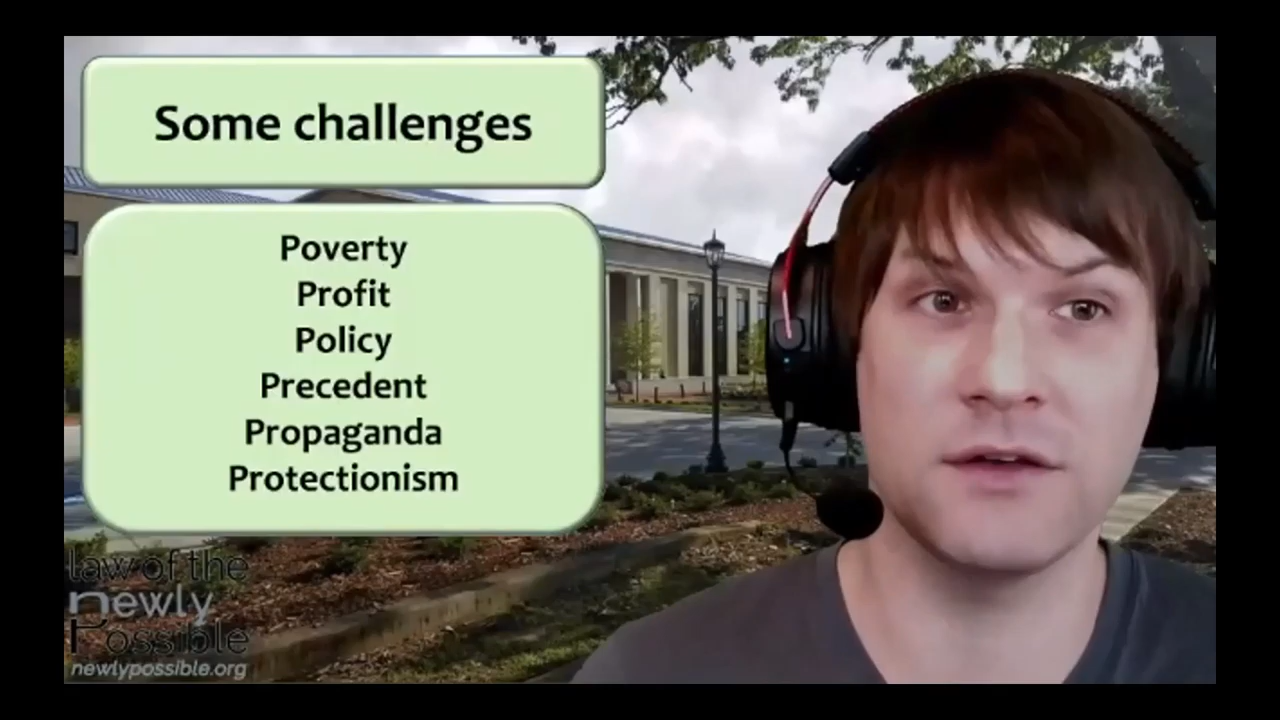 Some challenges
Poverty
Profit
Policy
Precedent
Propaganda
Protectionism
law of the
newly
Possible
newlypossible.org